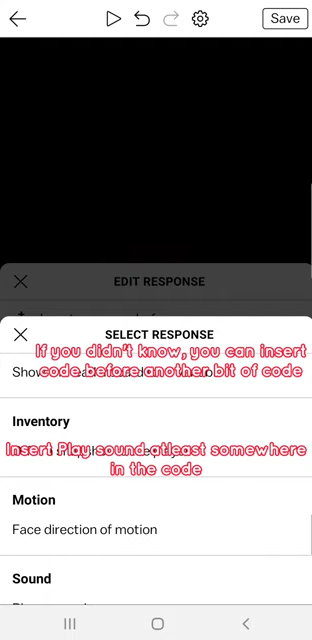 Save
EDIT RESPONSE
SELECT RESPONSE
If you didn't know, you can insert
code before another bit of code
Inventory
Insert Play sound atleast somewhere
in the code
Motion
Face direction of motion
Sound